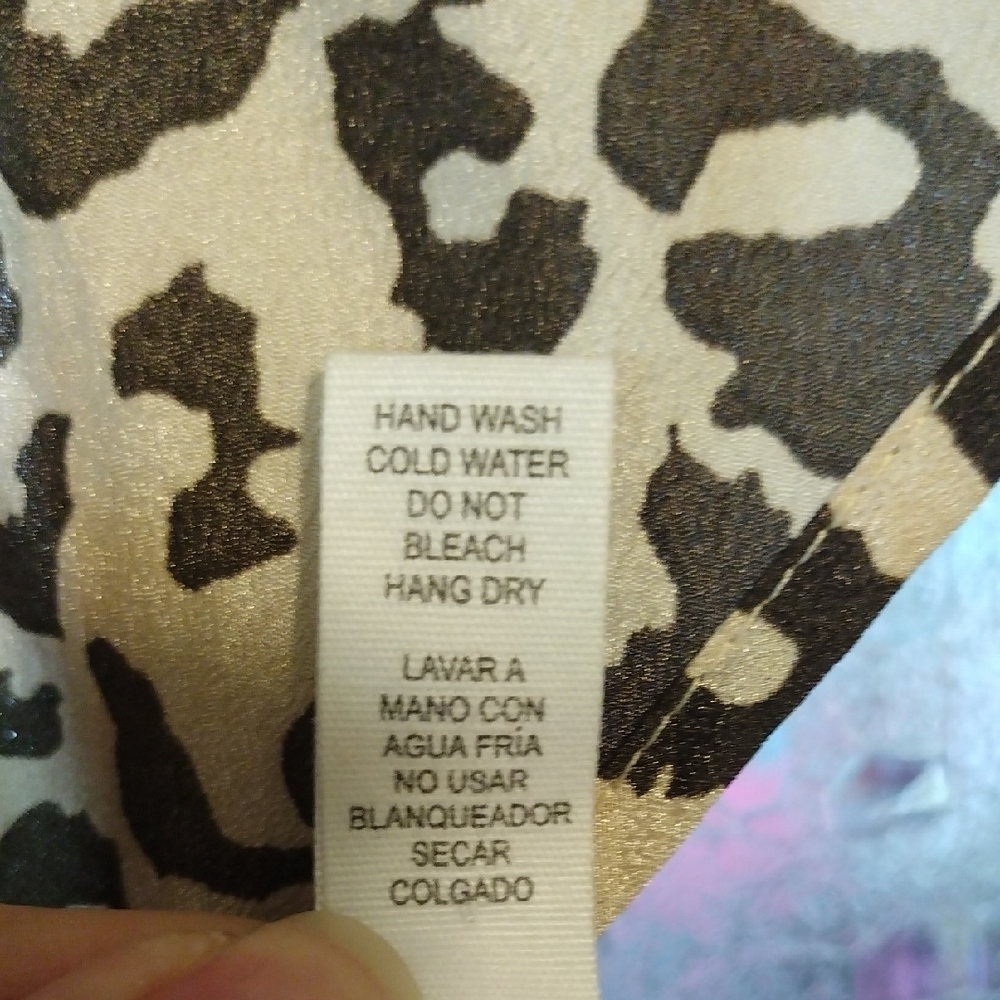 HAND WASH
COLD WATER
DO NOT
BLEACH
HANG DRY
LAVAR A
MANO CON
AGUA FRÍA
NO USAR
BLANQUEADOR
SECAR
COLGADO